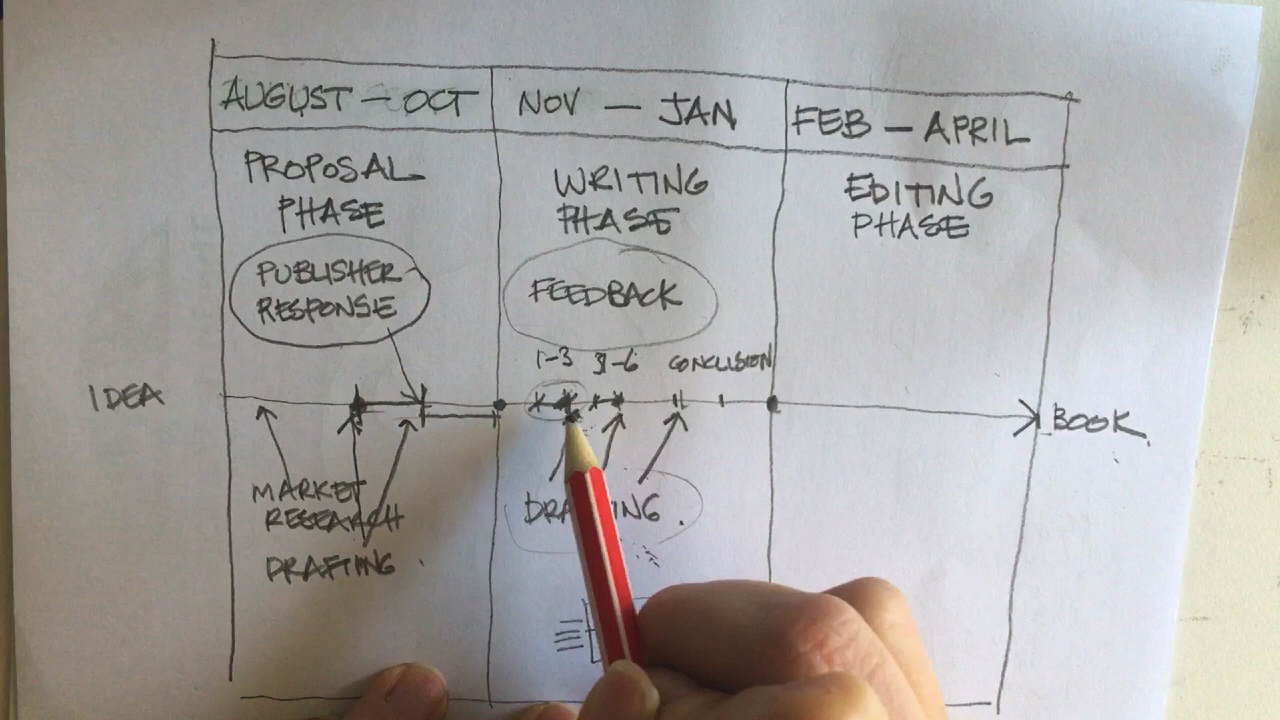 AUGUST - OCT
NOV - JAN
FEB - APRIL
PROPOSAL
PHASE
WRITING
PHASE
EDITING
PHASE
PUBLISHER
RESPONSE
FEEDBACK
1-3
CONCLUSION
IDEA
BOOK
MARKET
RESEARCH
DRAFTING